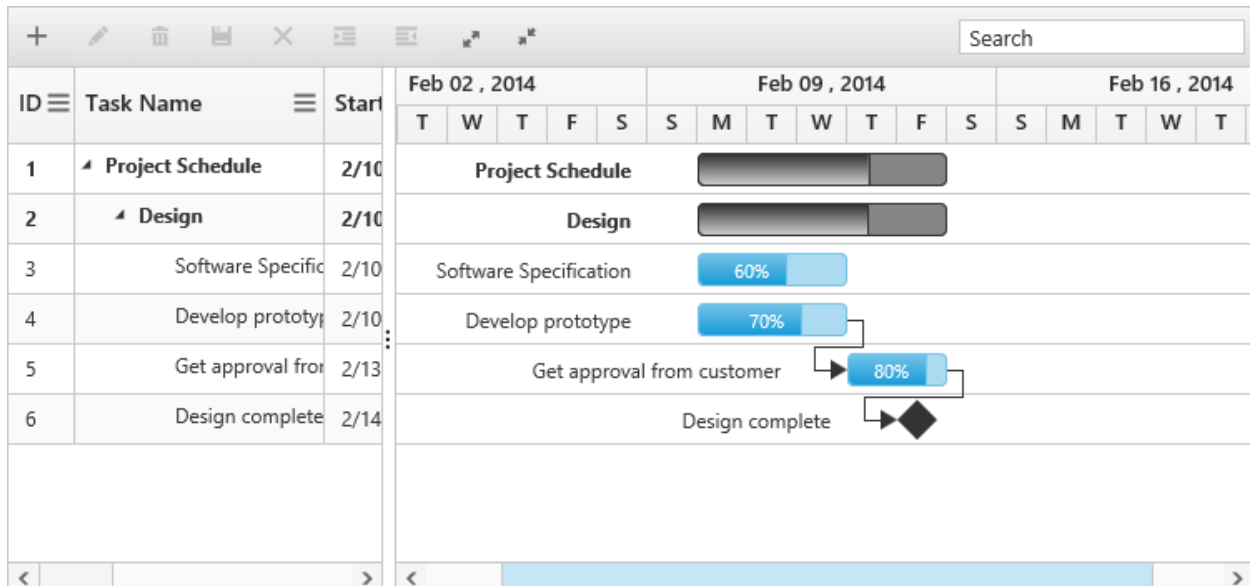 Search
ID Task Name Start
Feb 02 , 2014 Feb 09 , 2014 Feb 16 , 2014
T W T F S S M T W T F S S M T W T
1 Project Schedule 2/10 Project Schedule
2 Design 2/10 Design
3 Software Specific 2/10 Software Specification 60%
4 Develop prototyp 2/10 Develop prototype 70%
5 Get approval from 2/13 Get approval from customer 80%
6 Design complete 2/14 Design complete